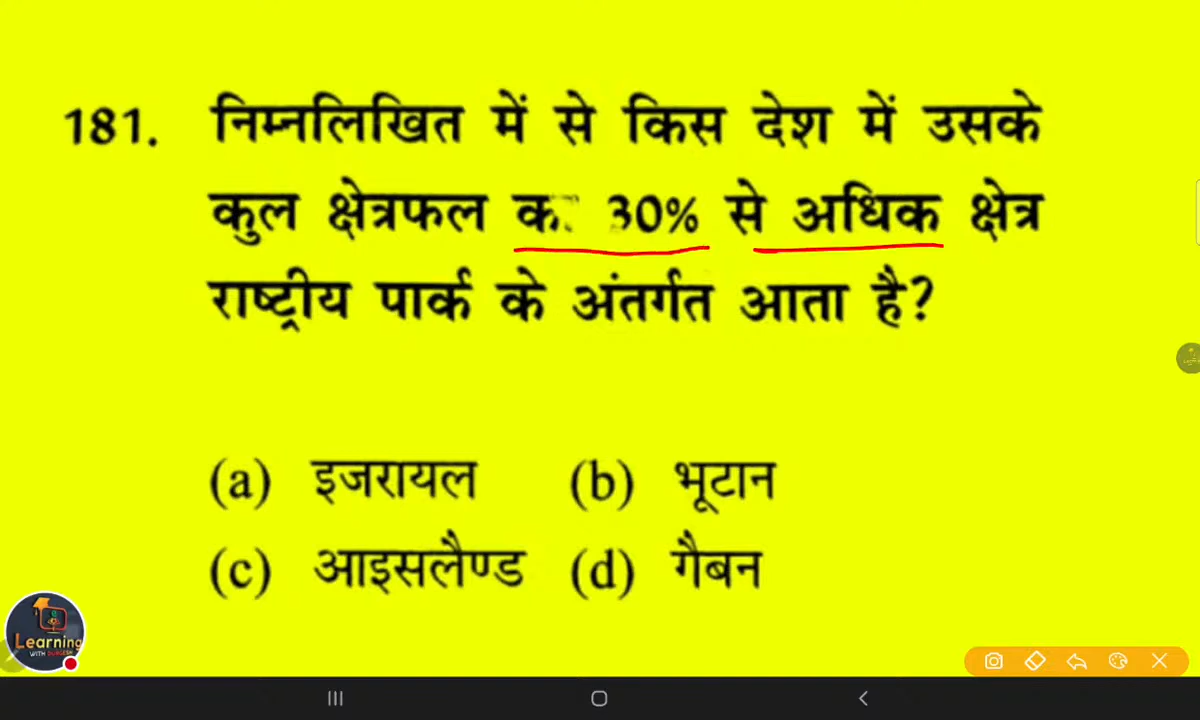 181. निम्नलिखित में से किस देश में उसके
कुल क्षेत्रफल का 30% से अधिक क्षेत्र
राष्ट्रीय पार्क के अंतर्गत आता है?
(a) इजरायल (b) भूटान
(c) आइसलैण्ड (d) गैबन
Learning